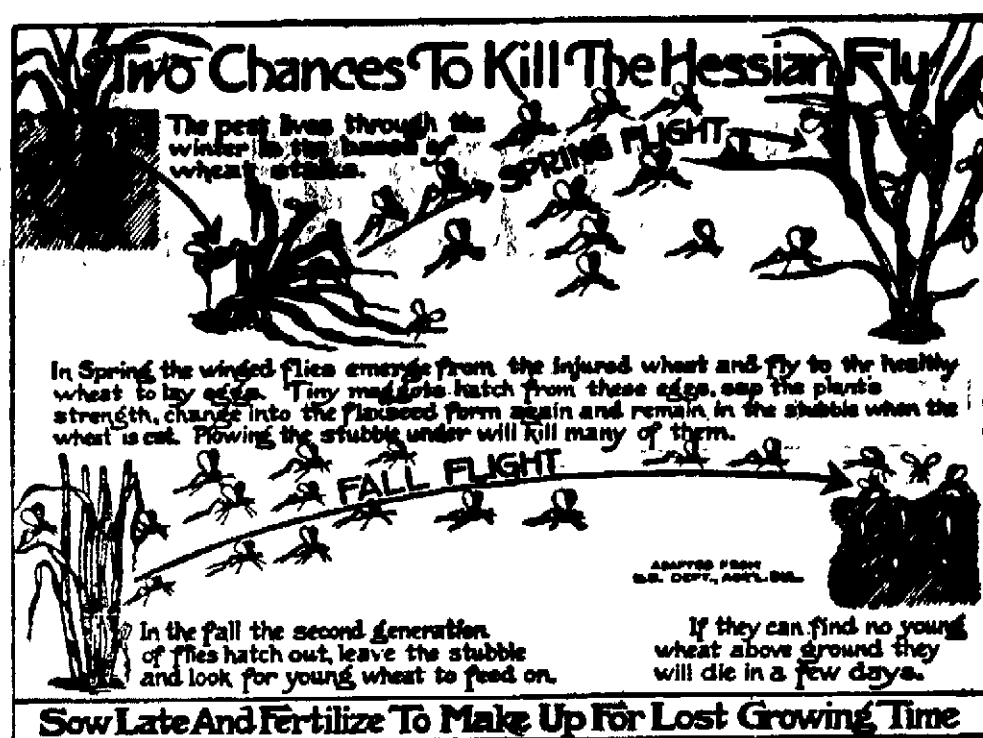 Two Chances To Kill The Hessian Fly
The pest lives through the
winter in the bases of
wheat stalks.
SPRING FLIGHT
In Spring the winged flies emerge from the injured wheat and fly to thr healthy
wheat to lay eggs. Tiny maggots hatch from these eggs, sap the plants
strength, change into the flaxseed form again and remain in the stubble when the
wheat is cut. Plowing the stubble under will kill many of them.
FALL FLIGHT
ADAPTED FROM
U.S. DEPT., AGR'L. BUL.
In the fall the second generation
of flies hatch out, leave the stubble
and look for young wheat to feed on.
If they can find no young
wheat above ground they
will die in a few days.
Sow Late And Fertilize To Make Up For Lost Growing Time